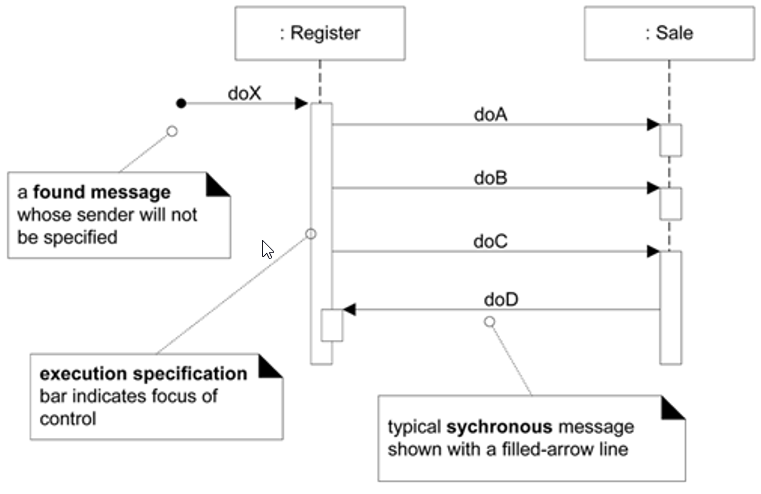 : Register
: Sale
doX
doA
doB
doC
doD
a found message
whose sender will not
be specified
execution specification
bar indicates focus of
control
typical sychronous message
shown with a filled-arrow line